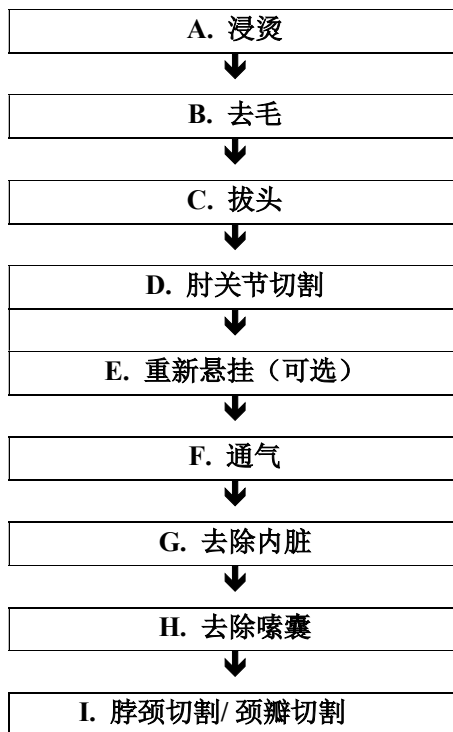 A. 浸烫
B. 去毛
C. 拔头
D. 肘关节切割
E. 重新悬挂（可选）
F. 通气
G. 去除内脏
H. 去除嗉囊
I. 脖颈切割/ 颈瓣切割